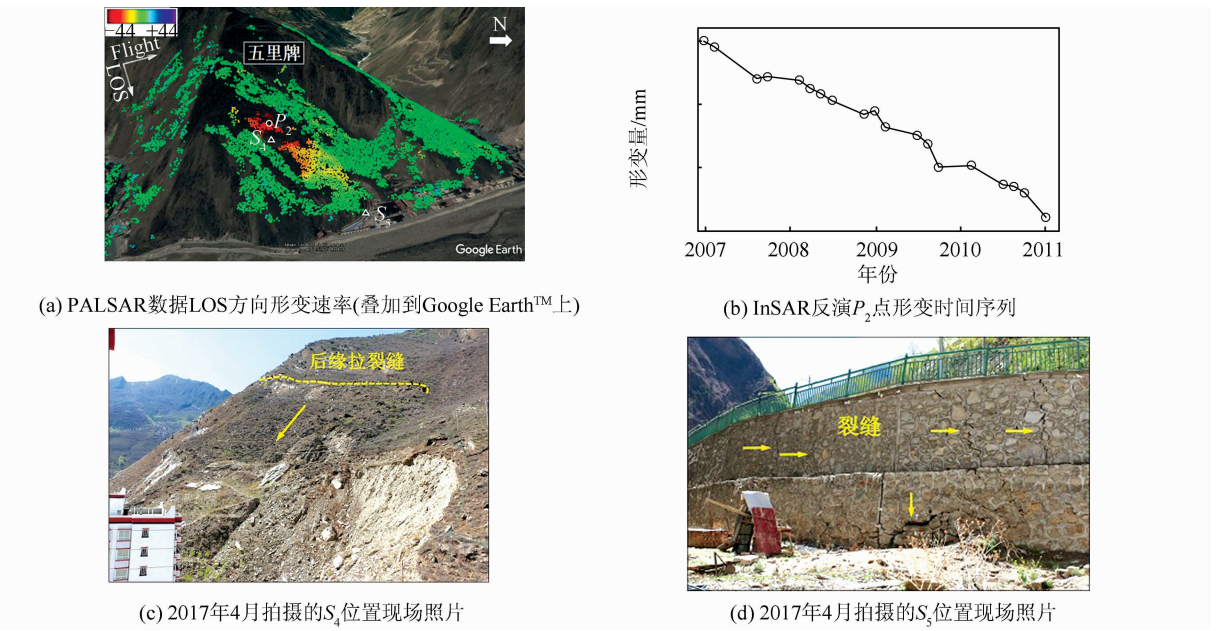 −44 +44
Flight
LOS
五里牌
N
P2
S4
S5
Google Earth
形变量/mm
2007 2008 2009 2010 2011
年份
(a) PALSAR数据LOS方向形变速率(叠加到Google Earth™上)
(b) InSAR反演P2点形变时间序列
后缘拉裂缝
裂缝
(c) 2017年4月拍摄的S4位置现场照片
(d) 2017年4月拍摄的S5位置现场照片